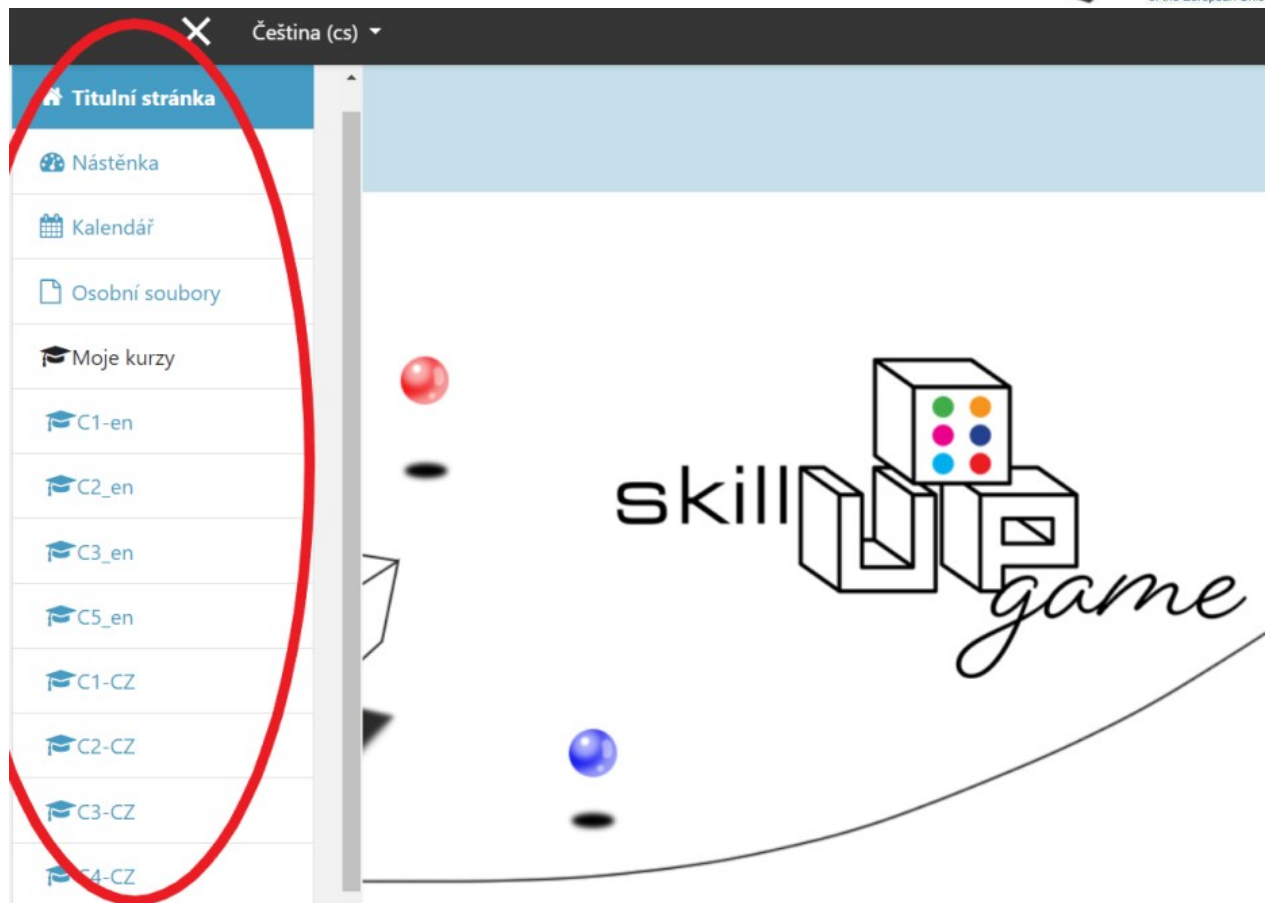 Čeština (cs)
Titulní stránka
Nástěnka
Kalendář
Osobní soubory
Moje kurzy
C1-en
C2_en
C3_en
C5_en
C1-CZ
C2-CZ
C3-CZ
C4-CZ
skill UP
game